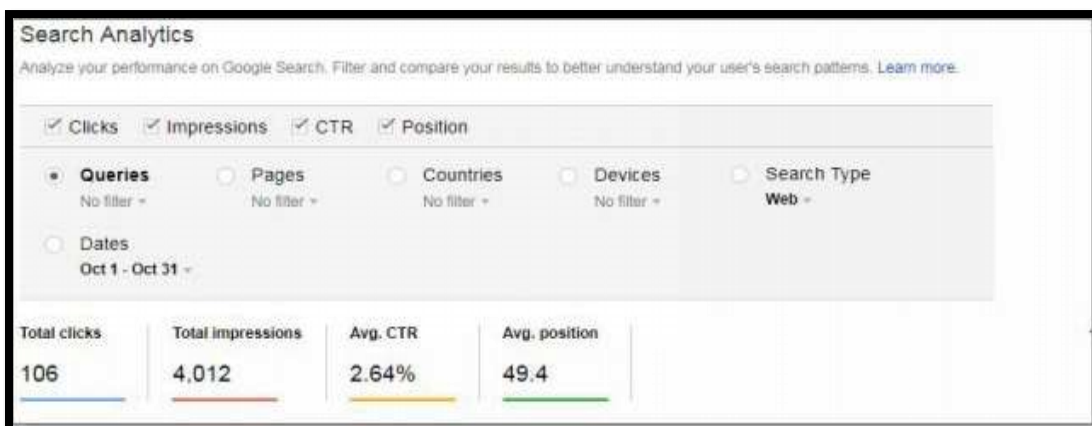 Search Analytics
Analyze your performance on Google Search. Filter and compare your results to better understand your user's search patterns. Learn more.
Clicks Impressions CTR Position
Queries Pages Countries Devices Search Type
No filter No filter No filter No filter Web
Dates
Oct 1 - Oct 31
Total clicks Total impressions Avg. CTR Avg. position
106 4,012 2.64% 49.4